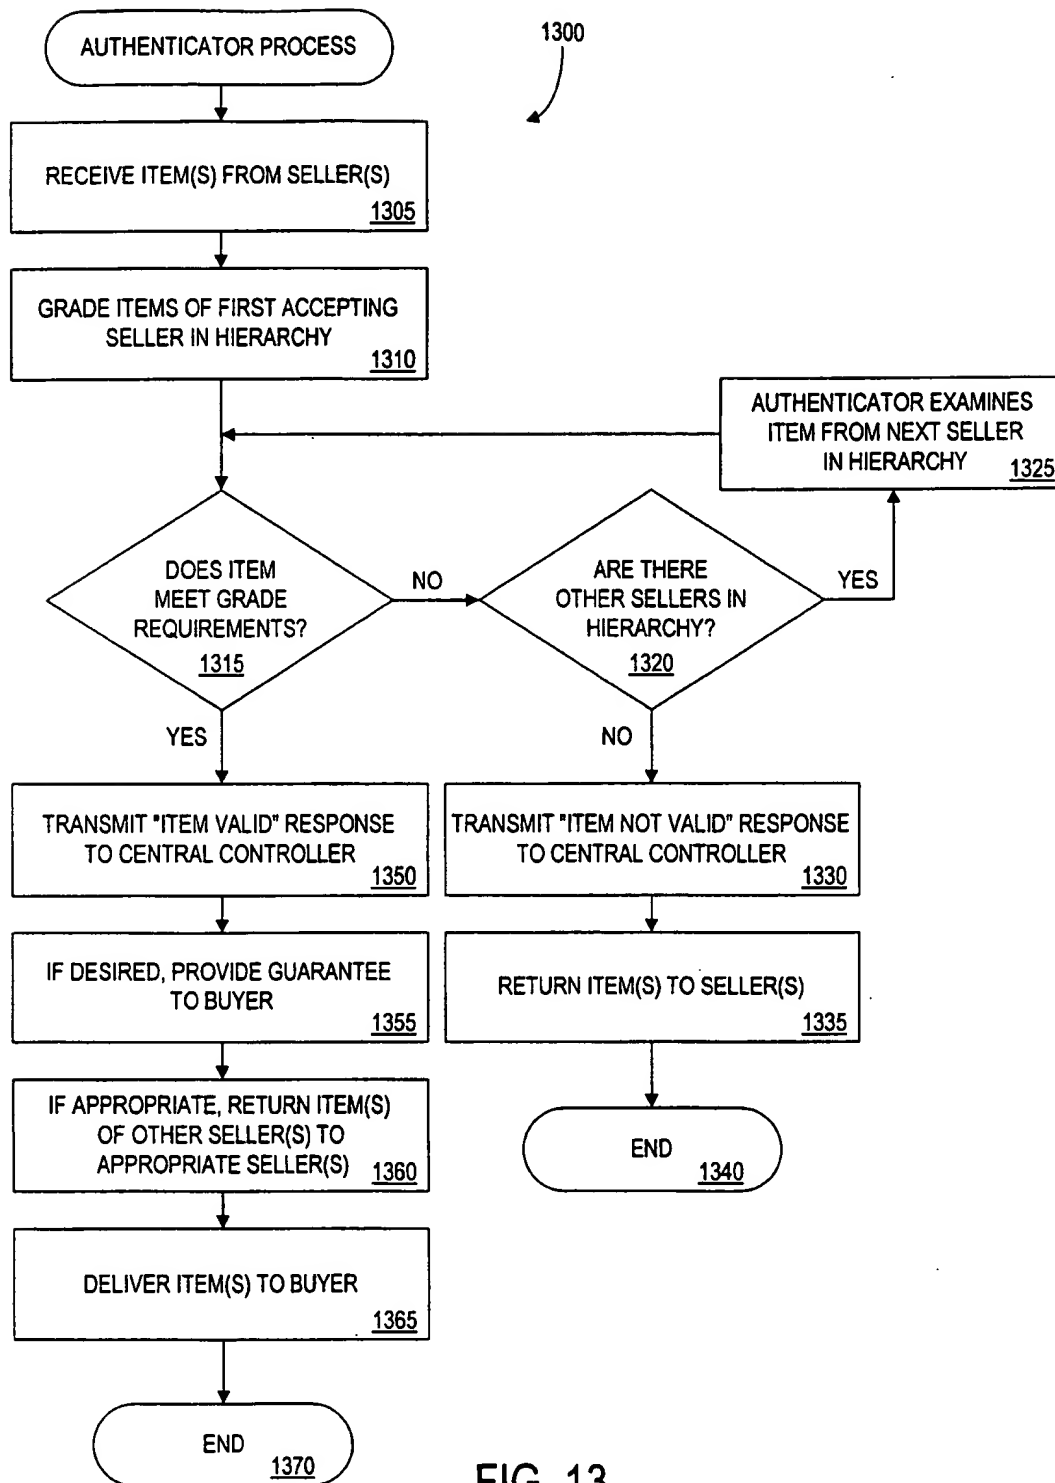 AUTHENTICATOR PROCESS
1300
RECEIVE ITEM(S) FROM SELLER(S)
1305
GRADE ITEMS OF FIRST ACCEPTING
SELLER IN HIERARCHY
1310
AUTHENTICATOR EXAMINES
ITEM FROM NEXT SELLER
IN HIERARCHY
1325
DOES ITEM
MEET GRADE
REQUIREMENTS?
1315
NO
ARE THERE
OTHER SELLERS IN
HIERARCHY?
1320
YES
YES
NO
TRANSMIT "ITEM VALID" RESPONSE
TO CENTRAL CONTROLLER
1350
TRANSMIT "ITEM NOT VALID" RESPONSE
TO CENTRAL CONTROLLER
1330
IF DESIRED, PROVIDE GUARANTEE
TO BUYER
1355
RETURN ITEM(S) TO SELLER(S)
1335
IF APPROPRIATE, RETURN ITEM(S)
OF OTHER SELLER(S) TO
APPROPRIATE SELLER(S)
1360
END
1340
DELIVER ITEM(S) TO BUYER
1365
END
1370
FIG. 13